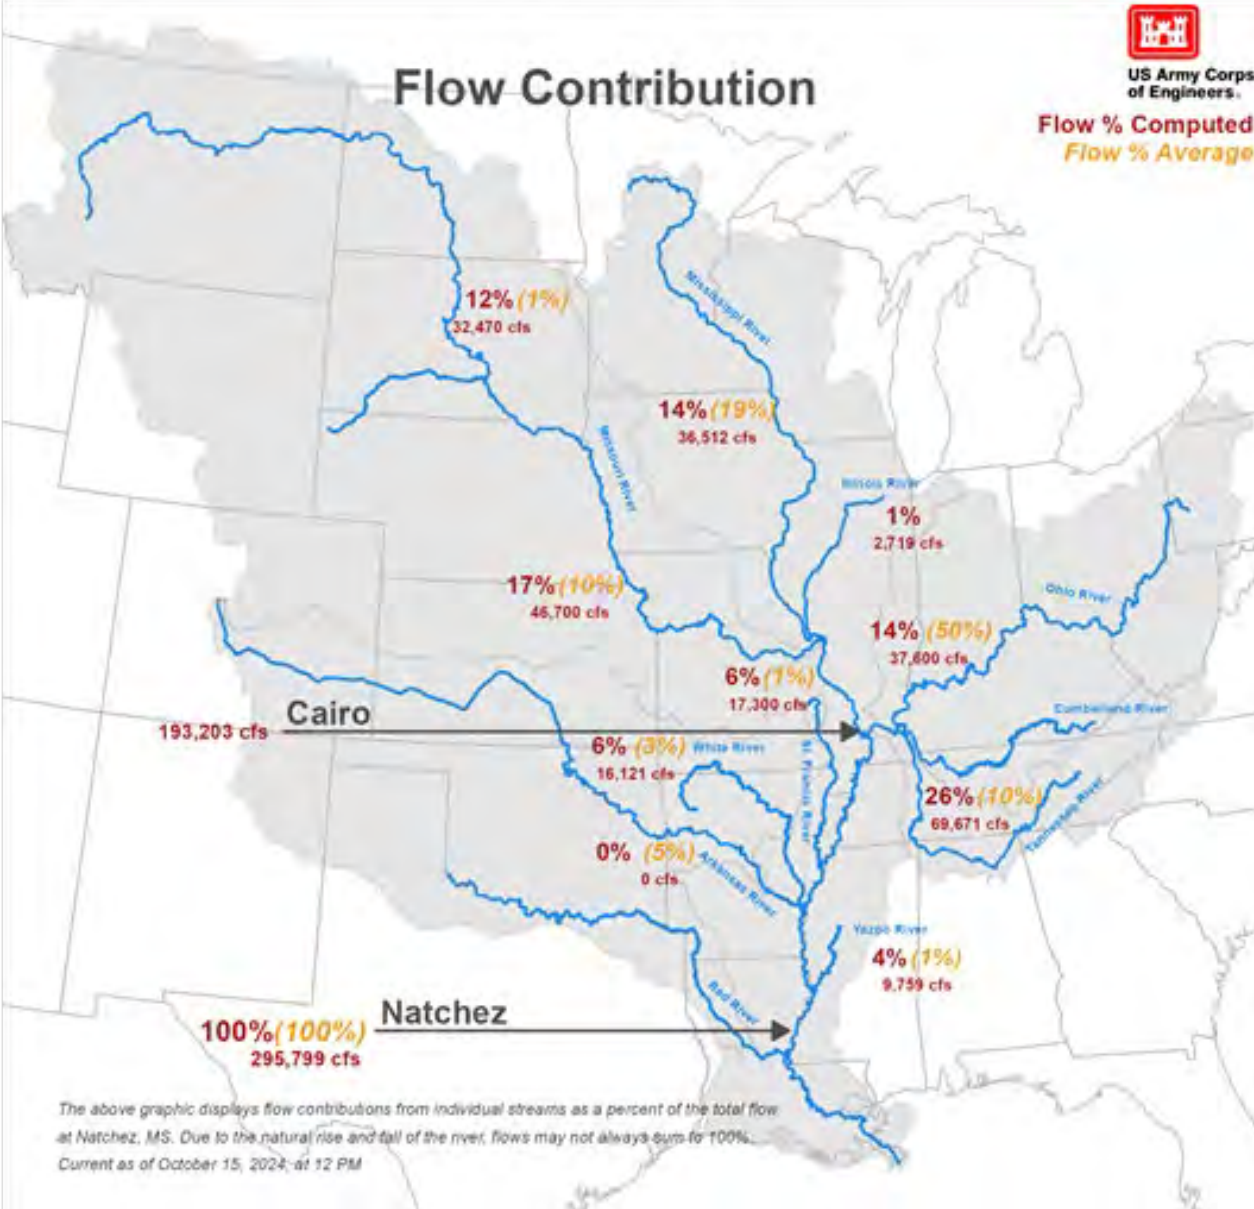 Flow Contribution
US Army Corps
of Engineers.
Flow % Computed
Flow % Average
12% (1%)
32,470 cfs
Mississippi River
14% (19%)
36,512 cfs
Missouri River
Illinois River
1%
2,719 cfs
17% (10%)
46,700 cfs
Ohio River
14% (50%)
37,600 cfs
6% (1%)
17,300 cfs
Cumberland River
Cairo
193,203 cfs
6% (3%)
16,121 cfs
White River
St. Francis River
26% (10%)
69,671 cfs
Tennessee River
0% (5%)
0 cfs
Arkansas River
Yazoo River
4% (1%)
9,759 cfs
Red River
Natchez
100% (100%)
295,799 cfs
The above graphic displays flow contributions from individual streams as a percent of the total flow
at Natchez, MS. Due to the natural rise and fall of the river, flows may not always sum to 100%.
Current as of October 15, 2024, at 12 PM